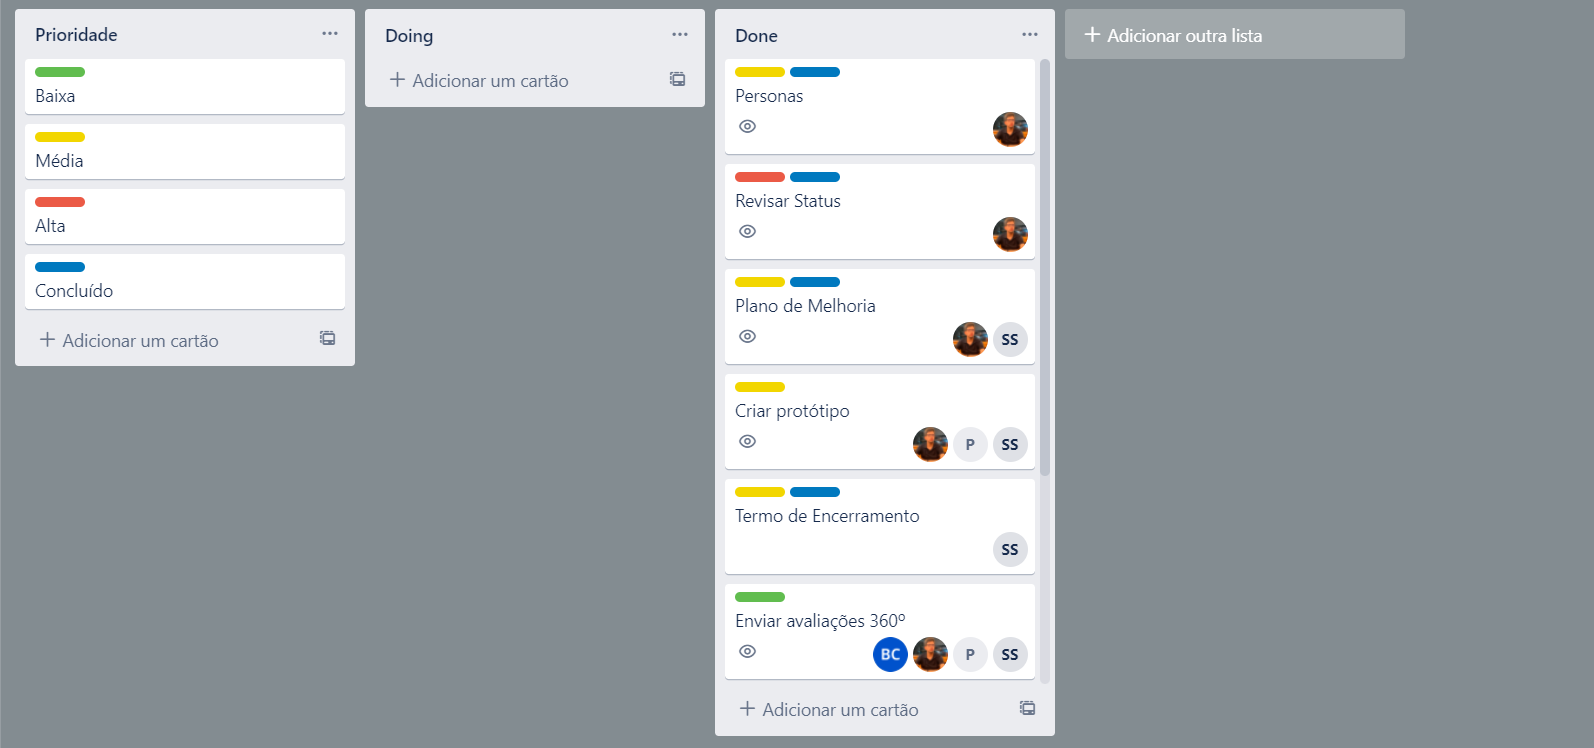 Prioridade
Baixa
Média
Alta
Concluído
+ Adicionar um cartão
Doing
+ Adicionar um cartão
Done
Personas
Revisar Status
Plano de Melhoria
SS
Criar protótipo
P SS
Termo de Encerramento
SS
Enviar avaliações 360º
BC P SS
+ Adicionar um cartão
+ Adicionar outra lista